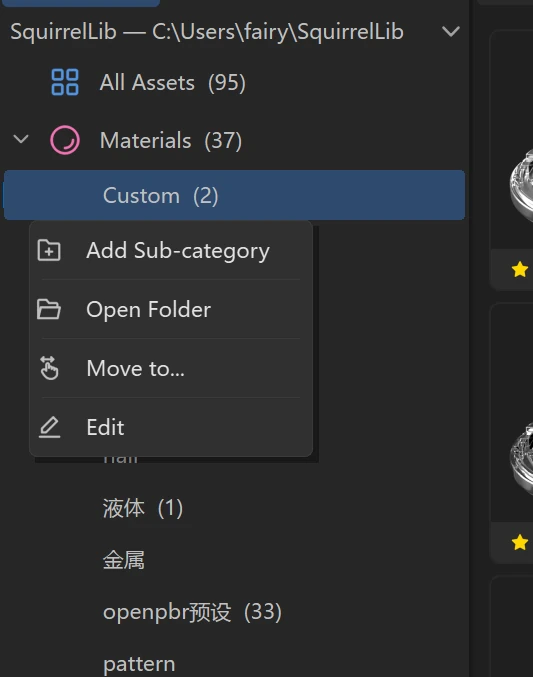 SquirrelLib — C:\Users\fairy\SquirrelLib
All Assets (95)
Materials (37)
Custom (2)
Add Sub-category
Open Folder
Move to...
Edit
液体 (1)
金属
openpbr预设 (33)
pattern